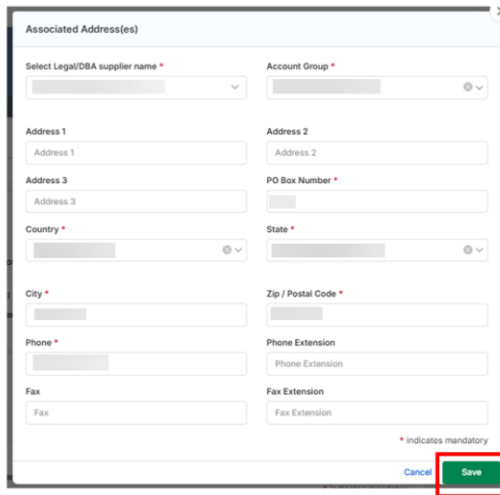 Associated Address(es)
Select Legal/DBA supplier name *
Account Group *
Address 1
Address 2
Address 1
Address 2
Address 3
PO Box Number *
Address 3
Country *
State *
City *
Zip / Postal Code *
Phone *
Phone Extension
Phone Extension
Fax
Fax Extension
Fax
Fax Extension
* indicates mandatory
Cancel
Save